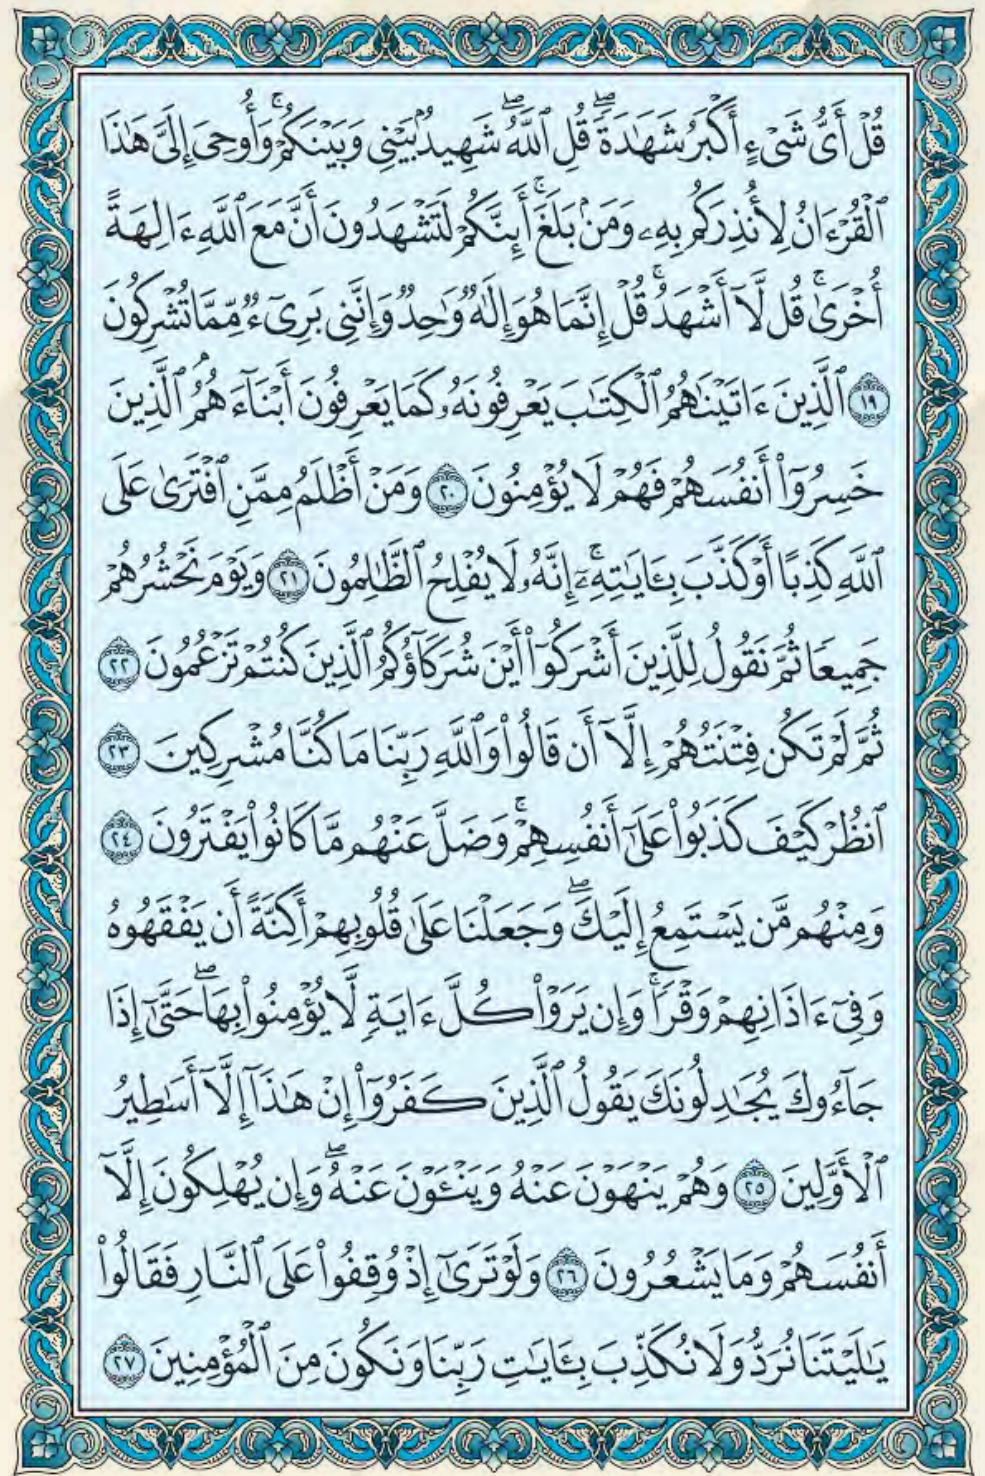 قُلْ أَىُّ شَىْءٍ أَكْبَرُ شَهَٰدَةً ۖ قُلِ ٱللَّهُ ۖ شَهِيدٌۢ بَيْنِى وَبَيْنَكُمْ ۚ وَأُوحِىَ إِلَىَّ هَٰذَا
ٱلْقُرْءَانُ لِأُنذِرَكُم بِهِۦ وَمَنۢ بَلَغَ ۚ أَئِنَّكُمْ لَتَشْهَدُونَ أَنَّ مَعَ ٱللَّهِ ءَالِهَةً
أُخْرَىٰ ۚ قُل لَّآ أَشْهَدُ ۚ قُلْ إِنَّمَا هُوَ إِلَٰهٌ وَٰحِدٌ وَإِنَّنِى بَرِىٓءٌ مِّمَّا تُشْرِكُونَ
١٩ ٱلَّذِينَ ءَاتَيْنَٰهُمُ ٱلْكِتَٰبَ يَعْرِفُونَهُۥ كَمَا يَعْرِفُونَ أَبْنَآءَهُمُ ۘ ٱلَّذِينَ
خَسِرُوٓا۟ أَنفُسَهُمْ فَهُمْ لَا يُؤْمِنُونَ ٢٠ وَمَنْ أَظْلَمُ مِمَّنِ ٱفْتَرَىٰ عَلَى
ٱللَّهِ كَذِبًا أَوْ كَذَّبَ بِـَٔايَٰتِهِۦٓ ۗ إِنَّهُۥ لَا يُفْلِحُ ٱلظَّٰلِمُونَ ٢١ وَيَوْمَ نَحْشُرُهُمْ
جَمِيعًا ثُمَّ نَقُولُ لِلَّذِينَ أَشْرَكُوٓا۟ أَيْنَ شُرَكَآؤُكُمُ ٱلَّذِينَ كُنتُمْ تَزْعُمُونَ ٢٢
ثُمَّ لَمْ تَكُن فِتْنَتُهُمْ إِلَّآ أَن قَالُوا۟ وَٱللَّهِ رَبِّنَا مَا كُنَّا مُشْرِكِينَ ٢٣
ٱنظُرْ كَيْفَ كَذَبُوا۟ عَلَىٰٓ أَنفُسِهِمْ ۚ وَضَلَّ عَنْهُم مَّا كَانُوا۟ يَفْتَرُونَ ٢٤
وَمِنْهُم مَّن يَسْتَمِعُ إِلَيْكَ ۖ وَجَعَلْنَا عَلَىٰ قُلُوبِهِمْ أَكِنَّةً أَن يَفْقَهُوهُ
وَفِىٓ ءَاذَانِهِمْ وَقْرًا ۚ وَإِن يَرَوْا۟ كُلَّ ءَايَةٍ لَّا يُؤْمِنُوا۟ بِهَا ۖ حَتَّىٰٓ إِذَا
جَآءُوكَ يُجَٰدِلُونَكَ يَقُولُ ٱلَّذِينَ كَفَرُوٓا۟ إِنْ هَٰذَآ إِلَّآ أَسَٰطِيرُ
ٱلْأَوَّلِينَ ٢٥ وَهُمْ يَنْهَوْنَ عَنْهُ وَيَنْـَٔوْنَ عَنْهُ ۖ وَإِن يُهْلِكُونَ إِلَّآ
أَنفُسَهُمْ وَمَا يَشْعُرُونَ ٢٦ وَلَوْ تَرَىٰٓ إِذْ وُقِفُوا۟ عَلَى ٱلنَّارِ فَقَالُوا۟
يَٰلَيْتَنَا نُرَدُّ وَلَا نُكَذِّبَ بِـَٔايَٰتِ رَبِّنَا وَنَكُونَ مِنَ ٱلْمُؤْمِنِينَ ٢٧